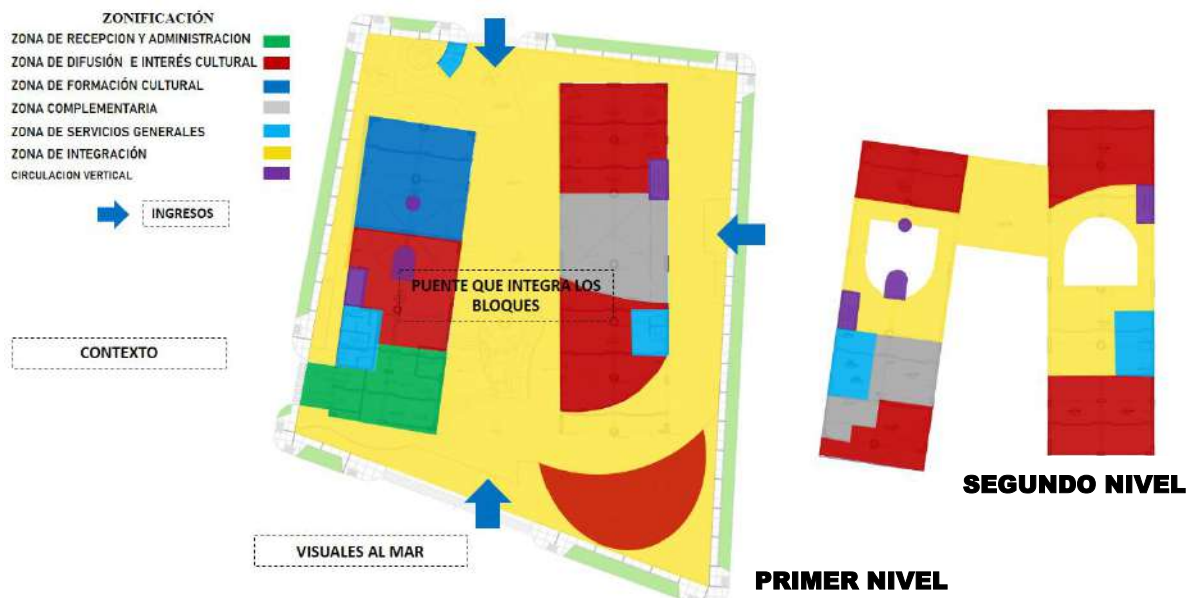 ZONIFICACIÓN
ZONA DE RECEPCION Y ADMINISTRACION
ZONA DE DIFUSIÓN E INTERÉS CULTURAL
ZONA DE FORMACIÓN CULTURAL
ZONA COMPLEMENTARIA
ZONA DE SERVICIOS GENERALES
ZONA DE INTEGRACIÓN
CIRCULACION VERTICAL
INGRESOS
PUENTE QUE INTEGRA LOS
BLOQUES
CONTEXTO
VISUALES AL MAR
PRIMER NIVEL
SEGUNDO NIVEL